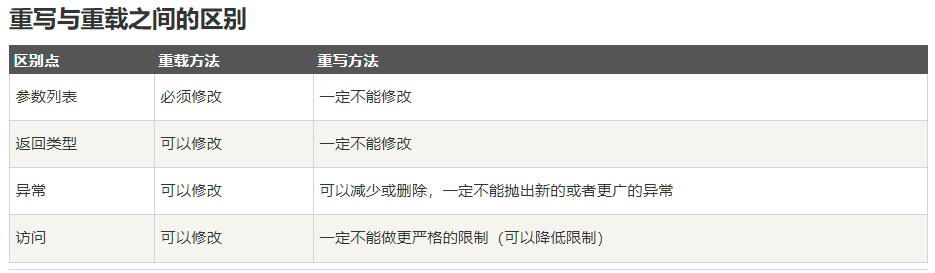 重写与重载之间的区别
区别点 重载方法 重写方法
参数列表 必须修改 一定不能修改
返回类型 可以修改 一定不能修改
异常 可以修改 可以减少或删除，一定不能抛出新的或者更广的异常
访问 可以修改 一定不能做更严格的限制（可以降低限制）